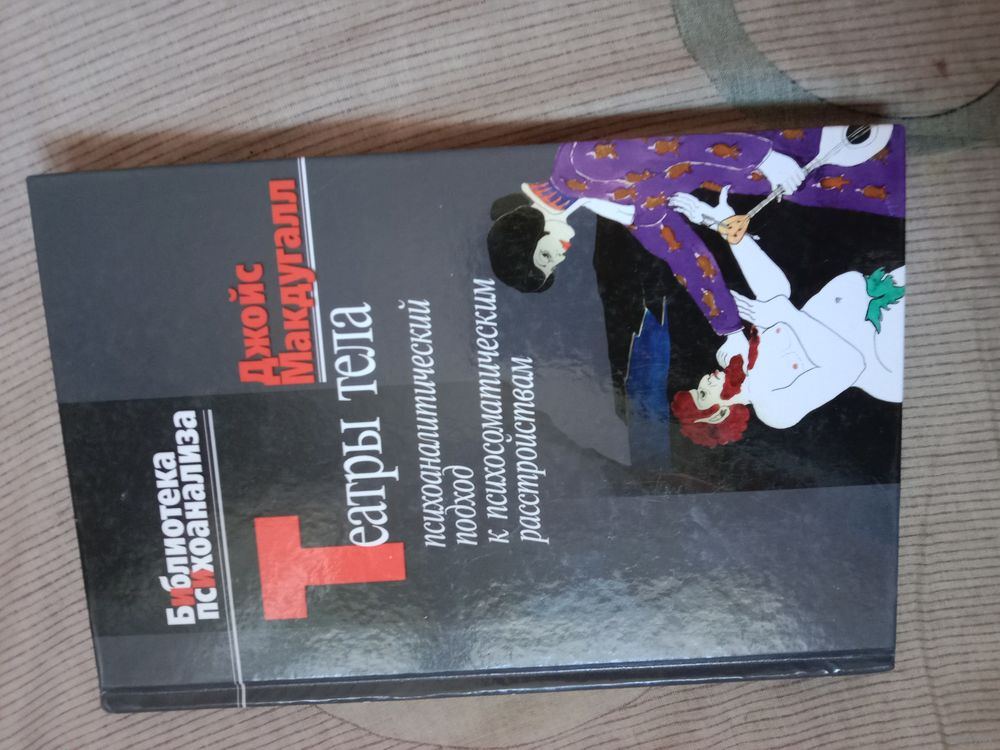 Библиотека
психоанализа
Джойс
Макдугалл
Театры тела
психоаналитический
подход
к психосоматическим
расстройствам